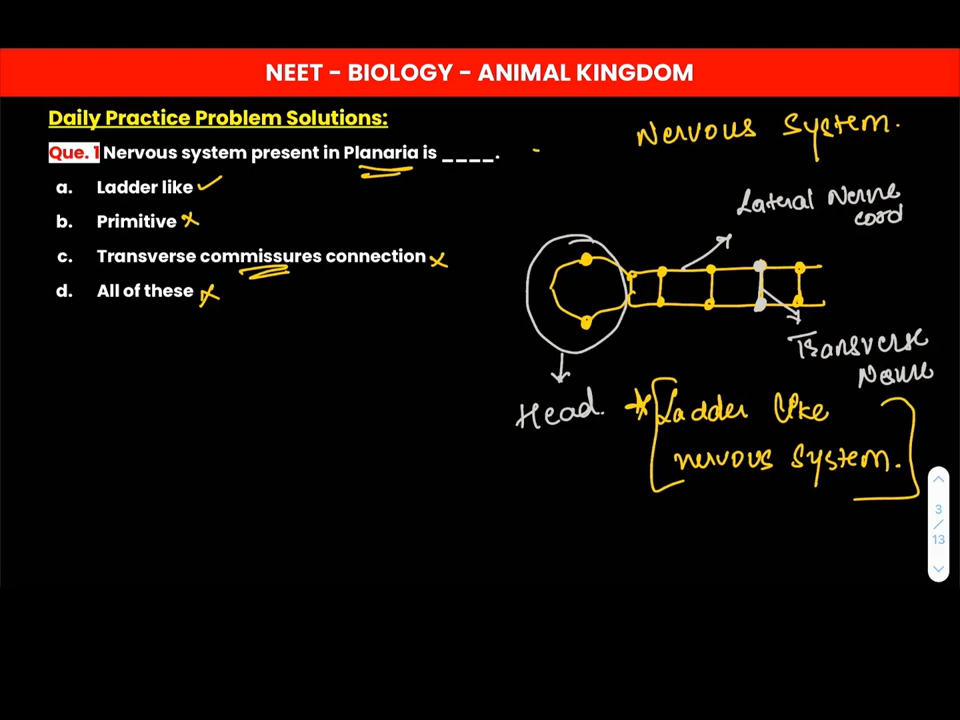 NEET - BIOLOGY - ANIMAL KINGDOM
Daily Practice Problem Solutions:
Que. 1 Nervous system present in Planaria is ____.
a. Ladder like
b. Primitive
c. Transverse commissures connection
d. All of these
Nervous System.
Lateral Nerve
cord
Transverse
Nerve
Head.
Ladder like
nervous system.
3
/
13